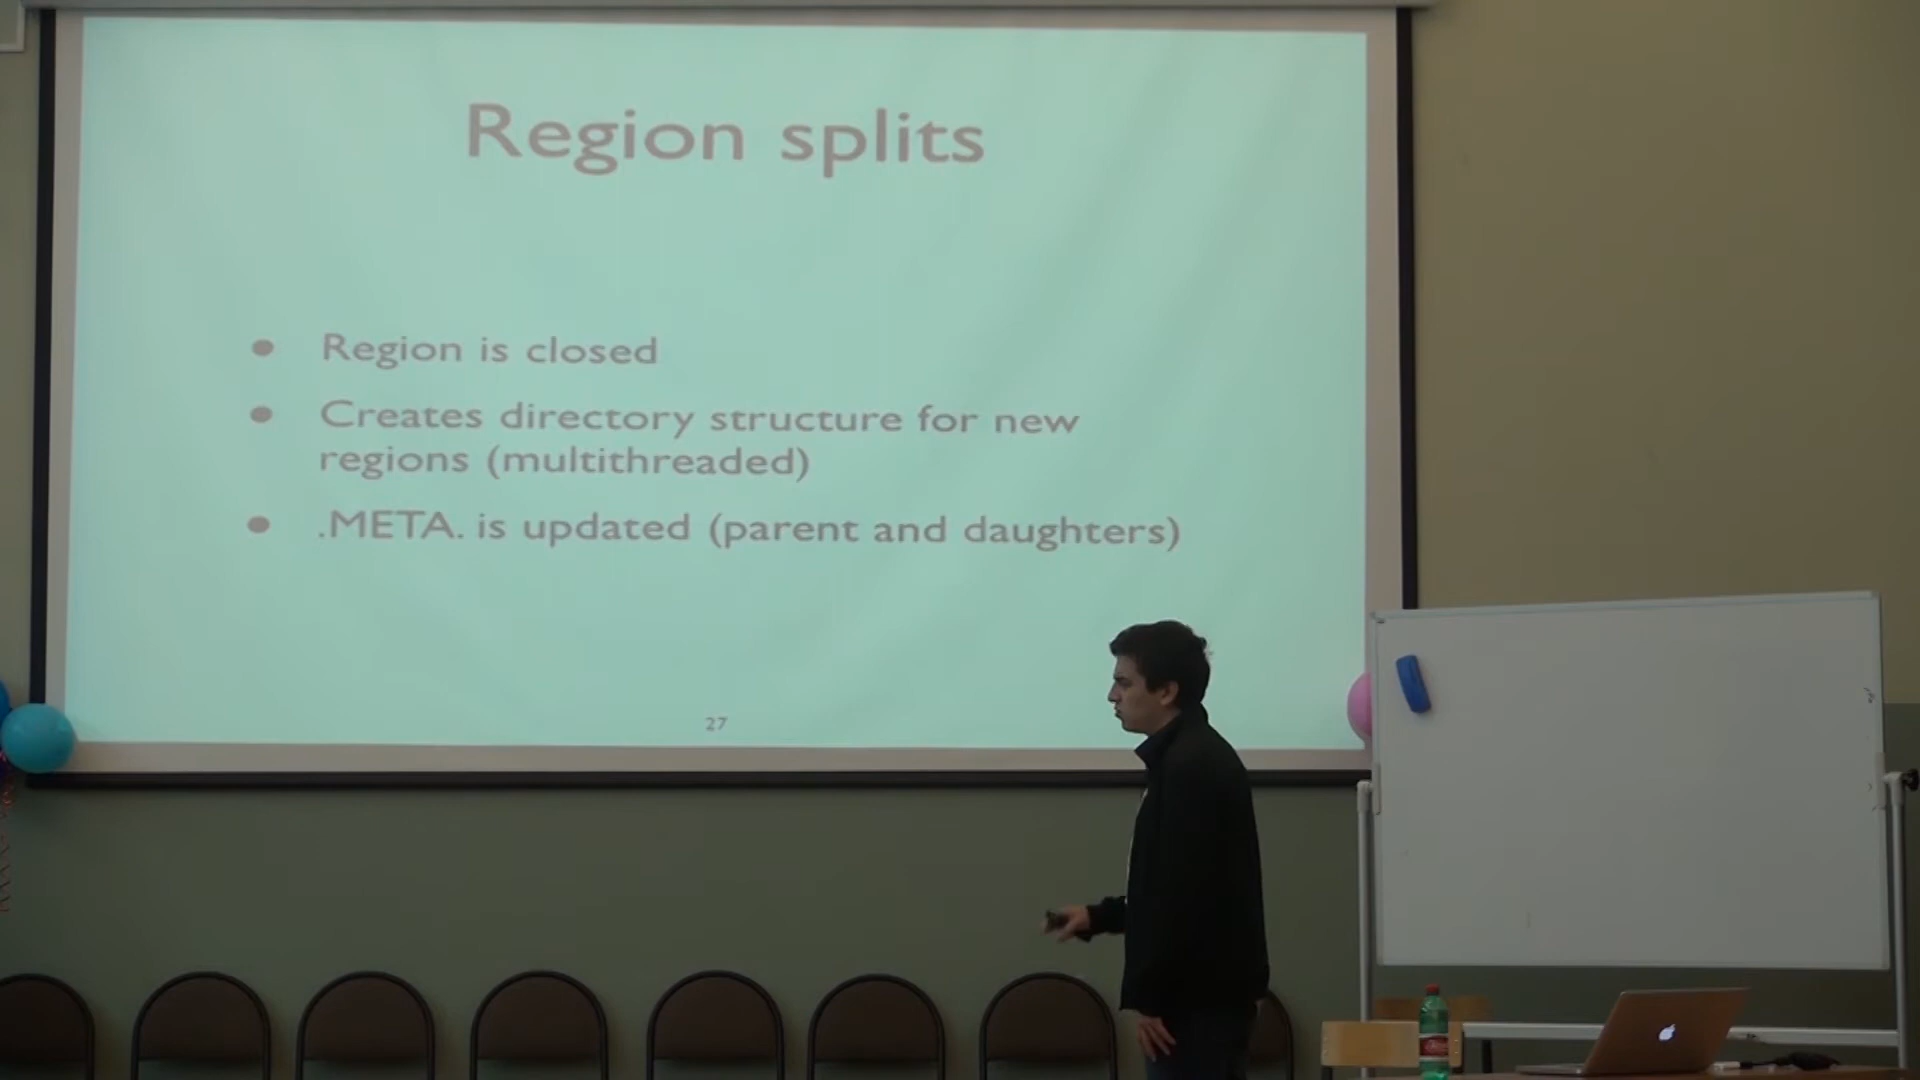 Region splits
● Region is closed
● Creates directory structure for new
regions (multithreaded)
● .META. is updated (parent and daughters)
27